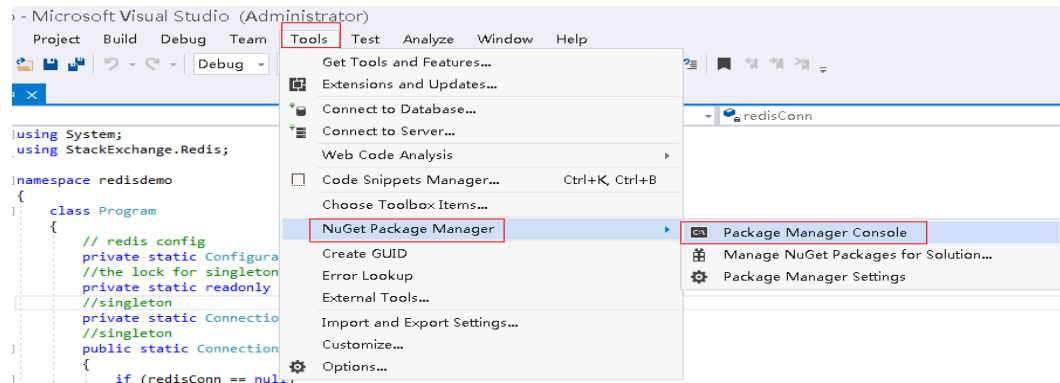 - Microsoft Visual Studio (Administrator)
Project Build Debug Team Tools Test Analyze Window Help
Debug
Get Tools and Features...
Extensions and Updates...
Connect to Database...
Connect to Server...
Web Code Analysis
Code Snippets Manager... Ctrl+K, Ctrl+B
Choose Toolbox Items...
NuGet Package Manager
Create GUID
Error Lookup
External Tools...
Import and Export Settings...
Customize...
Options...
Package Manager Console
Manage NuGet Packages for Solution...
Package Manager Settings
redisConn
using System;
using StackExchange.Redis;
namespace redisdemo
{
class Program
{
// redis config
private static Configura
//the lock for singleton
private static readonly
//singleton
private static Connectio
//singleton
public static Connection
{
if (redisConn == null)